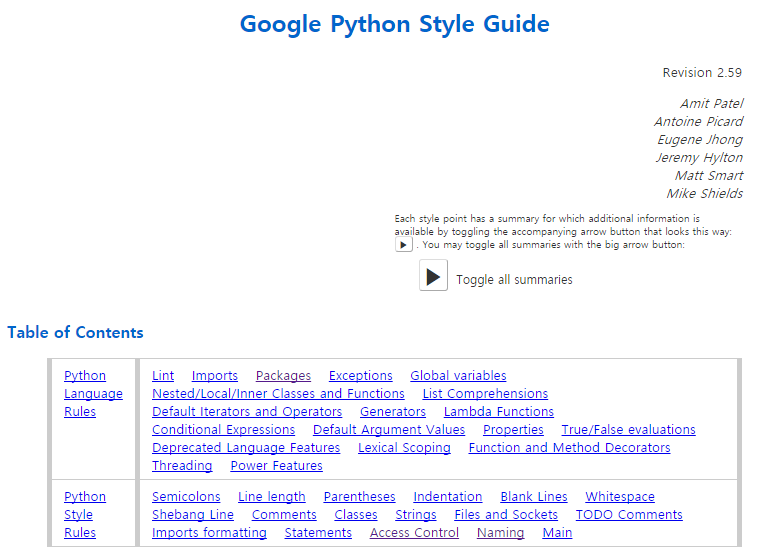 Google Python Style Guide
Revision 2.59
Amit Patel
Antoine Picard
Eugene Jhong
Jeremy Hylton
Matt Smart
Mike Shields
Each style point has a summary for which additional information is
available by toggling the accompanying arrow button that looks this way:
. You may toggle all summaries with the big arrow button:
Toggle all summaries
Table of Contents
Python
Language
Rules
Lint Imports Packages Exceptions Global variables
Nested/Local/Inner Classes and Functions List Comprehensions
Default Iterators and Operators Generators Lambda Functions
Conditional Expressions Default Argument Values Properties True/False evaluations
Deprecated Language Features Lexical Scoping Function and Method Decorators
Threading Power Features
Python
Style
Rules
Semicolons Line length Parentheses Indentation Blank Lines Whitespace
Shebang Line Comments Classes Strings Files and Sockets TODO Comments
Imports formatting Statements Access Control Naming Main